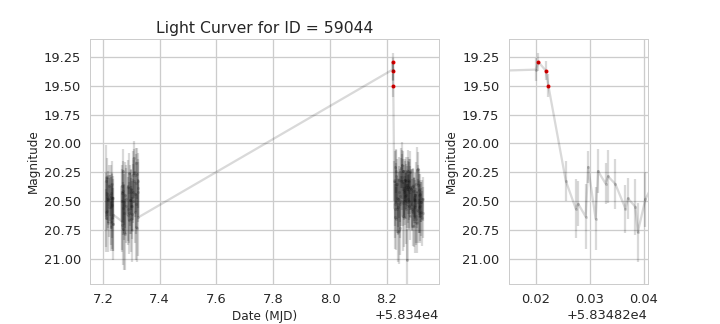 Light Curver for ID = 59044
Magnitude
19.25
19.50
19.75
20.00
20.25
20.50
20.75
21.00
7.2 7.4 7.6 7.8 8.0 8.2
Date (MJD)
+5.834e4
Magnitude
19.25
19.50
19.75
20.00
20.25
20.50
20.75
21.00
0.02 0.03 0.04
+5.83482e4